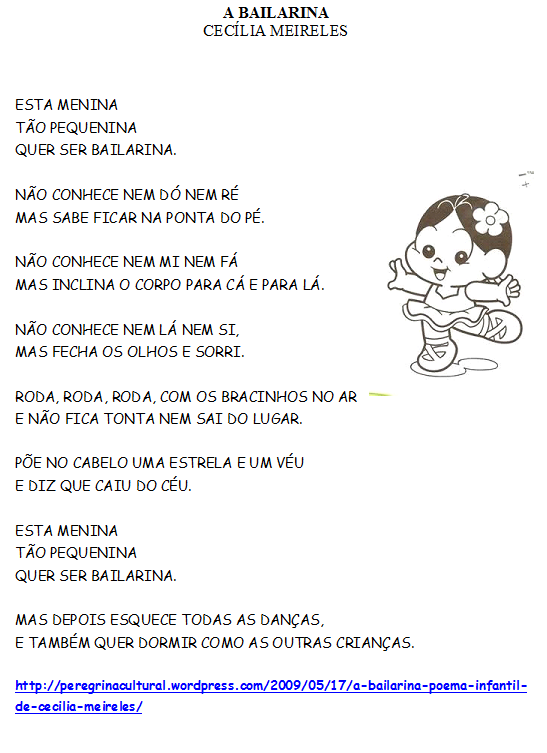 A BAILARINA
CECÍLIA MEIRELES
ESTA MENINA
TÃO PEQUENINA
QUER SER BAILARINA.
NÃO CONHECE NEM DÓ NEM RÉ
MAS SABE FICAR NA PONTA DO PÉ.
NÃO CONHECE NEM MI NEM FÁ
MAS INCLINA O CORPO PARA CÁ E PARA LÁ.
NÃO CONHECE NEM LÁ NEM SI,
MAS FECHA OS OLHOS E SORRI.
RODA, RODA, RODA, COM OS BRACINHOS NO AR
E NÃO FICA TONTA NEM SAI DO LUGAR.
PÕE NO CABELO UMA ESTRELA E UM VÉU
E DIZ QUE CAIU DO CÉU.
ESTA MENINA
TÃO PEQUENINA
QUER SER BAILARINA.
MAS DEPOIS ESQUECE TODAS AS DANÇAS,
E TAMBÉM QUER DORMIR COMO AS OUTRAS CRIANÇAS.
http://peregrinacultural.wordpress.com/2009/05/17/a-bailarina-poema-infantil-
de-cecilia-meireles/